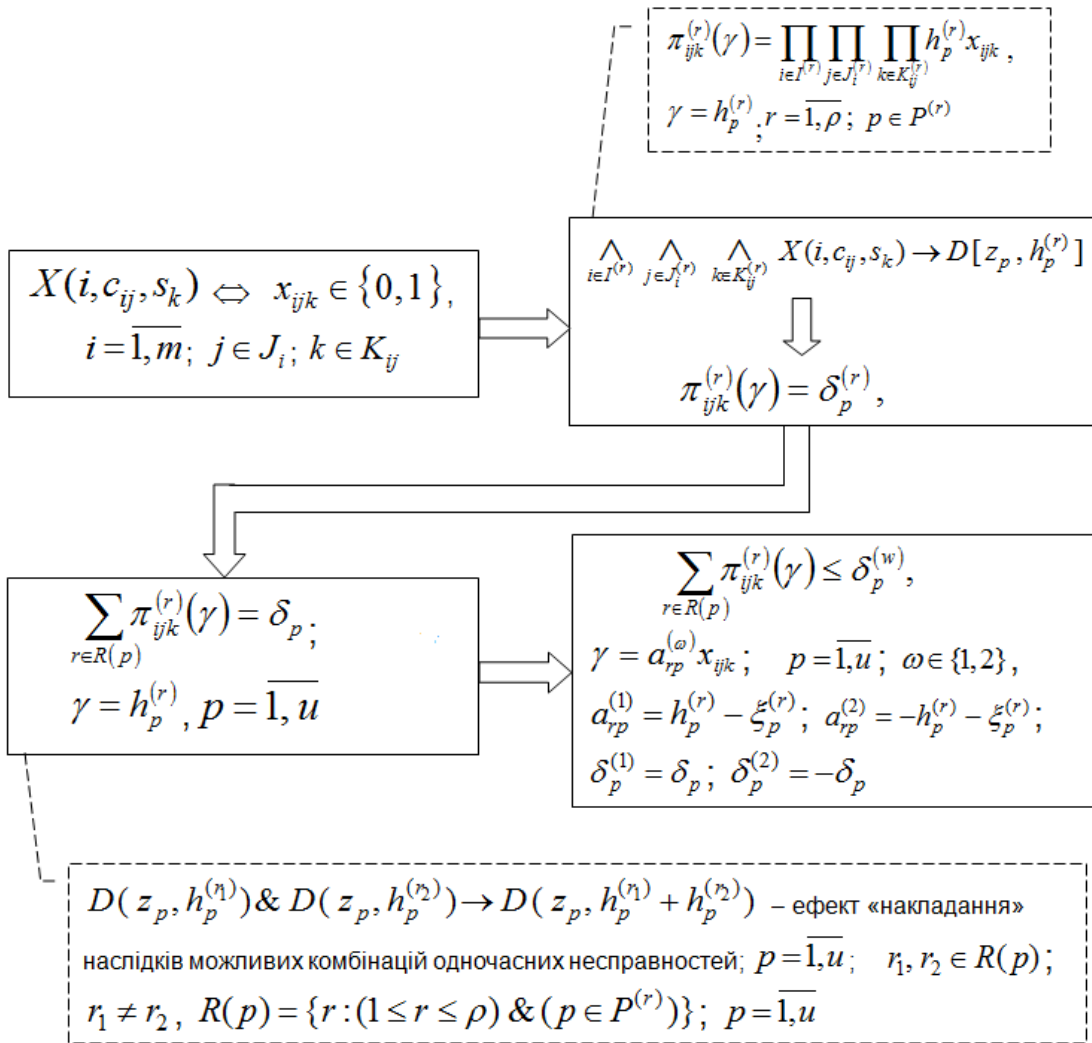 π_{ijk}^{(r)}(γ) = ∏_{i∈I^{(r)}} ∏_{j∈J_i^{(r)}} ∏_{k∈K_{ij}^{(r)}} h_p^{(r)} x_{ijk} ,
γ = h_p^{(r)} ; r = \overline{1,ρ} ; p ∈ P^{(r)}
X(i, c_{ij}, s_k) ⇔ x_{ijk} ∈ {0,1},
i = \overline{1,m} ; j ∈ J_i ; k ∈ K_{ij}
∧_{i∈I^{(r)}} ∧_{j∈J_i^{(r)}} ∧_{k∈K_{ij}^{(r)}} X(i, c_{ij}, s_k) → D[z_p, h_p^{(r)}]
π_{ijk}^{(r)}(γ) = δ_p^{(r)} ,
∑_{r∈R(p)} π_{ijk}^{(r)}(γ) = δ_p ;
γ = h_p^{(r)} , p = \overline{1,u}
∑_{r∈R(p)} π_{ijk}^{(r)}(γ) ≤ δ_p^{(w)} ,
γ = a_{rp}^{(ω)} x_{ijk} ; p = \overline{1,u} ; ω ∈ {1,2},
a_{rp}^{(1)} = h_p^{(r)} − ξ_p^{(r)} ; a_{rp}^{(2)} = −h_p^{(r)} − ξ_p^{(r)} ;
δ_p^{(1)} = δ_p ; δ_p^{(2)} = −δ_p
D( z_p, h_p^{(r_1)}) & D( z_p, h_p^{(r_2)}) → D( z_p, h_p^{(r_1)} + h_p^{(r_2)}) – ефект «накладання»
наслідків можливих комбінацій одночасних несправностей; p = \overline{1,u} ; r_1, r_2 ∈ R(p) ;
r_1 ≠ r_2 , R(p) = {r : (1 ≤ r ≤ ρ) & (p ∈ P^{(r)})} ; p = \overline{1,u}